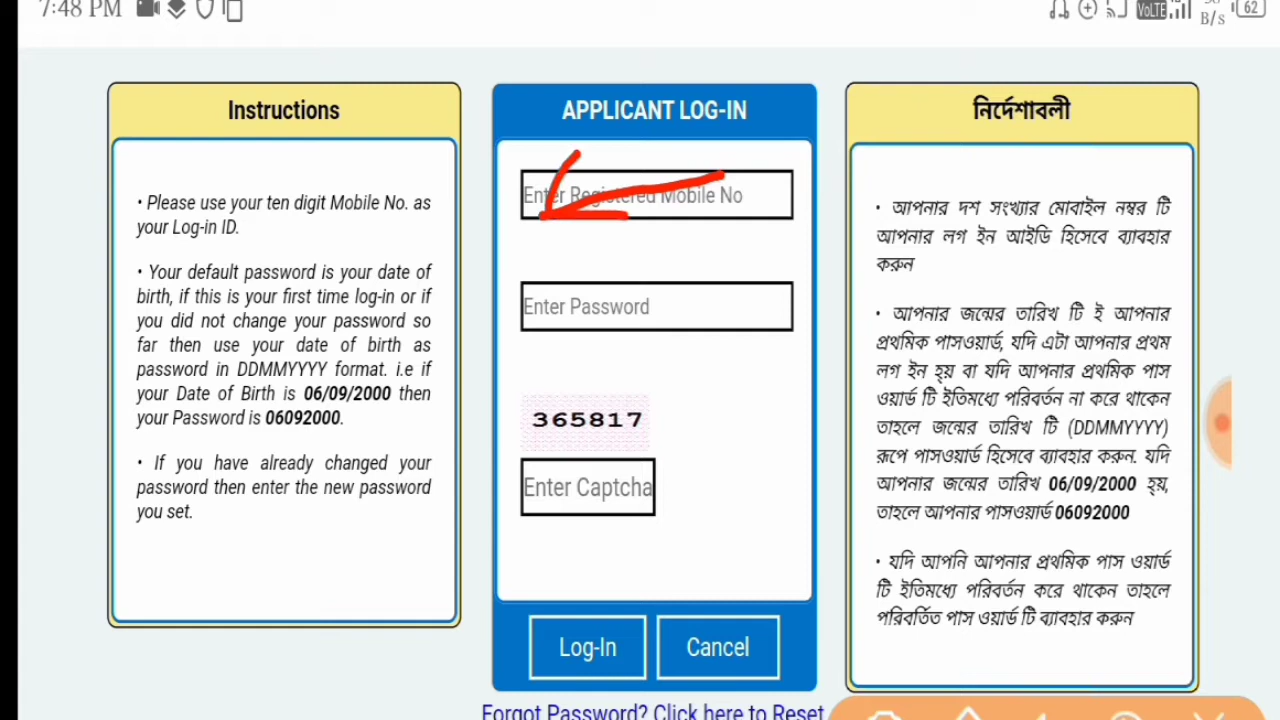 7:48 PM
VoLTE
B/s
62
Instructions
• Please use your ten digit Mobile No. as
your Log-in ID.
• Your default password is your date of
birth, if this is your first time log-in or if
you did not change your password so
far then use your date of birth as
password in DDMMYYYY format. i.e if
your Date of Birth is 06/09/2000 then
your Password is 06092000.
• If you have already changed your
password then enter the new password
you set.
APPLICANT LOG-IN
Enter Registered Mobile No
Enter Password
365817
Enter Captcha
Log-In
Cancel
Forgot Password? Click here to Reset
নির্দেশাবলী
• আপনার দশ সংখ্যার মোবাইল নম্বর টি
আপনার লগ ইন আইডি হিসেবে ব্যাবহার
করুন
• আপনার জন্মের তারিখ টি ই আপনার
প্রথমিক পাসওয়ার্ড, যদি এটা আপনার প্রথম
লগ ইন হ্য় বা যদি আপনার প্রাথমিক পাস
ওয়ার্ড টি ইতিমধ্যে পরিবর্তন না করে থাকেন
তাহলে জন্মের তারিখ টি (DDMMYYYY)
রূপে পাসওয়ার্ড হিসেবে ব্যাবহার করুন. যদি
আপনার জন্মের তারিখ 06/09/2000 হ্য়,
তাহলে আপনার পাসওয়ার্ড 06092000
• যদি আপনি আপনার প্রথমিক পাস ওয়ার্ড
টি ইতিমধ্যে পরিবর্তন করে থাকেন তাহলে
পরিবর্তিত পাস ওয়ার্ড টি ব্যাবহার করুন